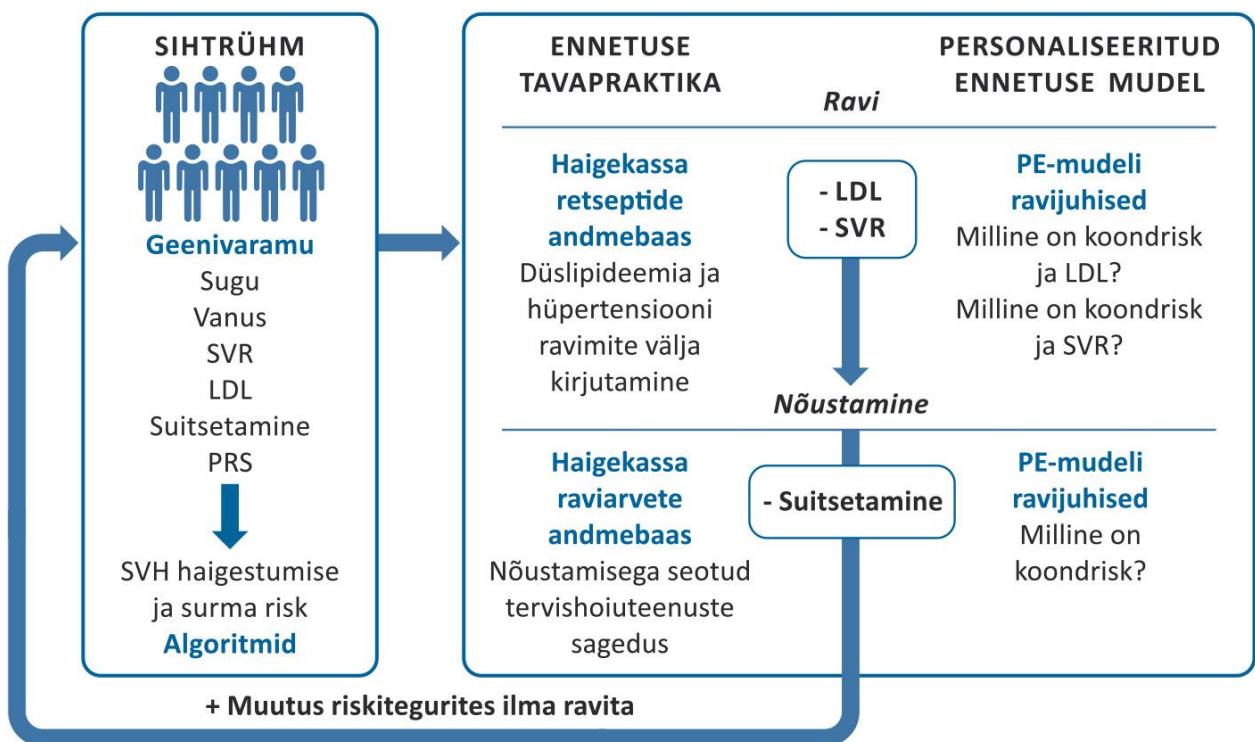 SIHTRÜHM
Geenivaramu
Sugu
Vanus
SVR
LDL
Suitsetamine
PRS
SVH haigestumise
ja surma risk
Algoritmid
ENNETUSE
TAVAPRAKTIKA
PERSONALISEERITUD
ENNETUSE MUDEL
Ravi
Haigekassa
retseptide
andmebaas
Düslipideemia ja
hüpertensiooni
ravimite välja
kirjutamine
- LDL
- SVR
PE-mudeli
ravijuhised
Milline on koondrisk
ja LDL?
Milline on koondrisk
ja SVR?
Nõustamine
Haigekassa
raviarvete
andmebaas
Nõustamisega seotud
tervishoiuteenuste
sagedus
- Suitsetamine
PE-mudeli
ravijuhised
Milline on
koondrisk?
+ Muutus riskitegurites ilma ravita